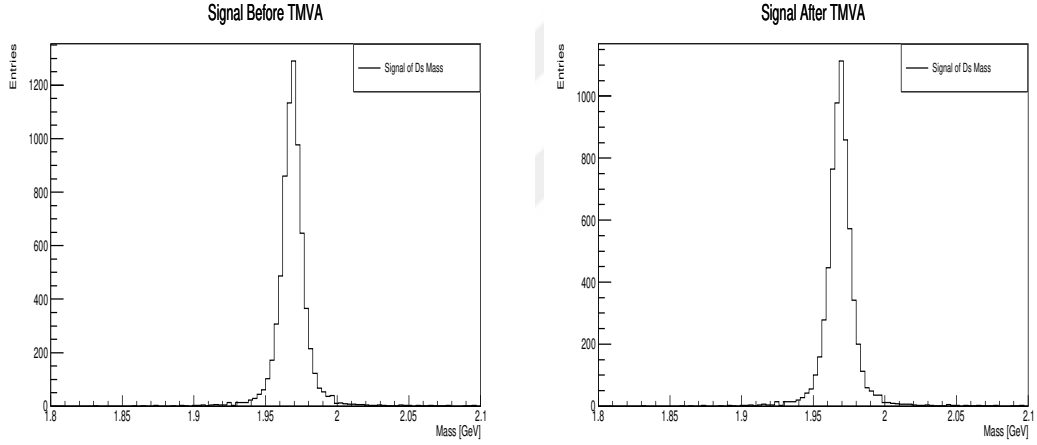 Signal Before TMVA
Entries
Signal of Ds Mass
1200
1000
800
600
400
200
0
1.8 1.85 1.9 1.95 2 2.05 2.1
Mass [GeV]
Signal After TMVA
Entries
Signal of Ds Mass
1000
800
600
400
200
0
1.8 1.85 1.9 1.95 2 2.05 2.1
Mass [GeV]